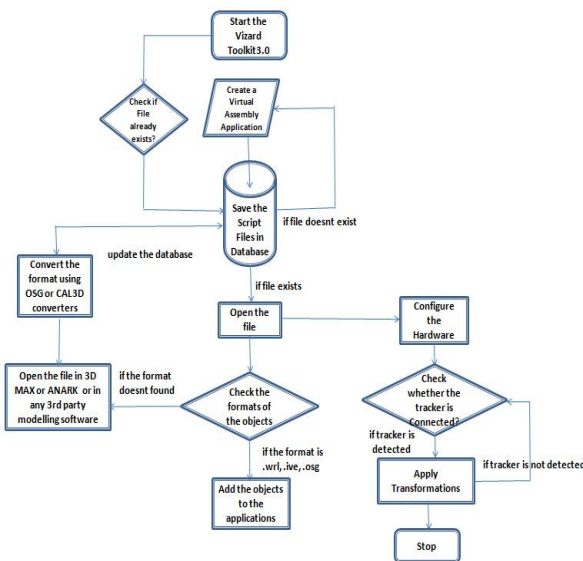 Start the
Vizard
Toolkit3.0
Check if
File
already
exists?
Create a
Virtual
Assembly
Application
Save the
Script
Files in
Database
if file doesnt exist
update the database
Convert the
format using
OSG or CAL3D
converters
if file exists
Open the
file
Configure
the
Hardware
Open the file in 3D
MAX or ANARK or in
any 3rd party
modelling software
if the format
doesnt found
Check the
formats of
the objects
Check
whether the
tracker is
Connected?
if the format is
.wrl,.ive,.osg
if tracker is
detected
if tracker is not detected
Add the objects
to the
applications
Apply
Transformations
Stop